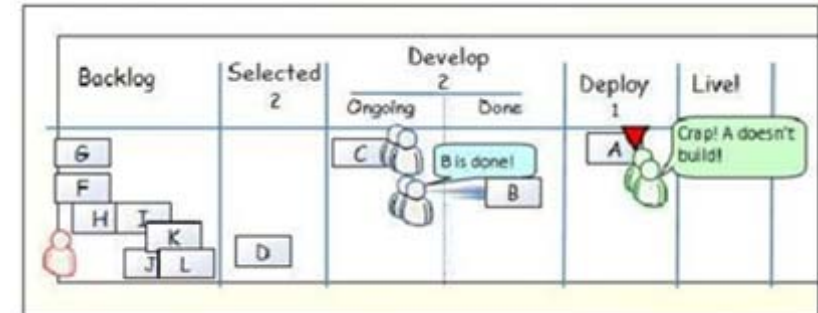 Backlog
Selected
2
Develop
2
Ongoing
Done
Deploy
1
Live!
G
F
H
I
K
J
L
D
C
B is done!
B
A
Crap! A doesn't
build!